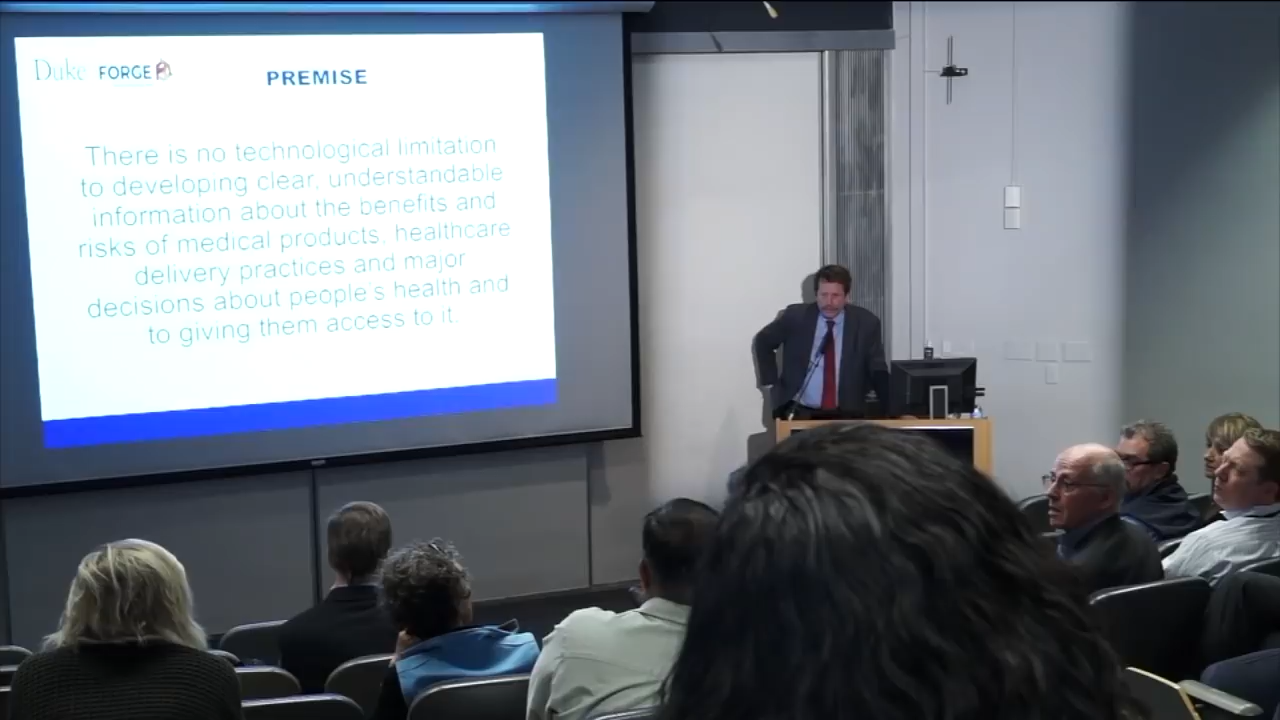 Duke FORGE
PREMISE
There is no technological limitation
to developing clear, understandable
information about the benefits and
risks of medical products, healthcare
delivery practices and major
decisions about people's health and
to giving them access to it.